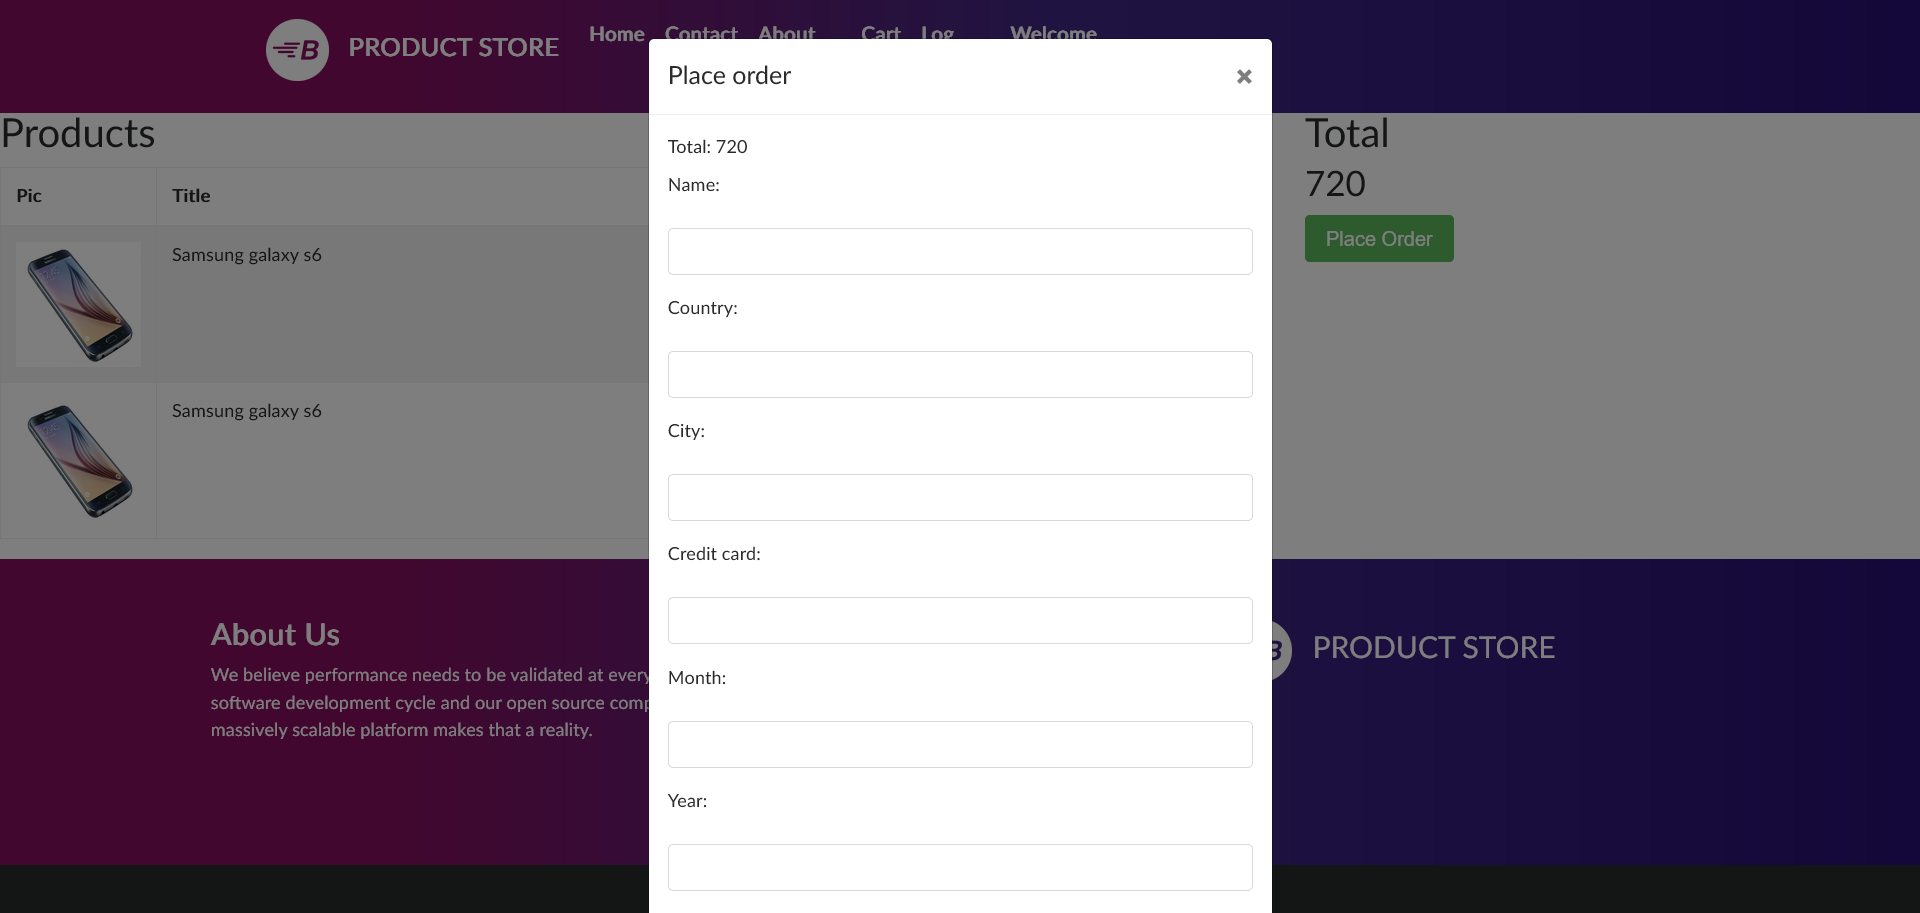 PRODUCT STORE
Home Contact About Cart Log Welcome
Place order
×
Total: 720
Name:
Country:
City:
Credit card:
Month:
Year:
Products
Pic Title
Samsung galaxy s6
Samsung galaxy s6
Total
720
Place Order
About Us
We believe performance needs to be validated at every
software development cycle and our open source
massively scalable platform makes that a reality.
B PRODUCT STORE